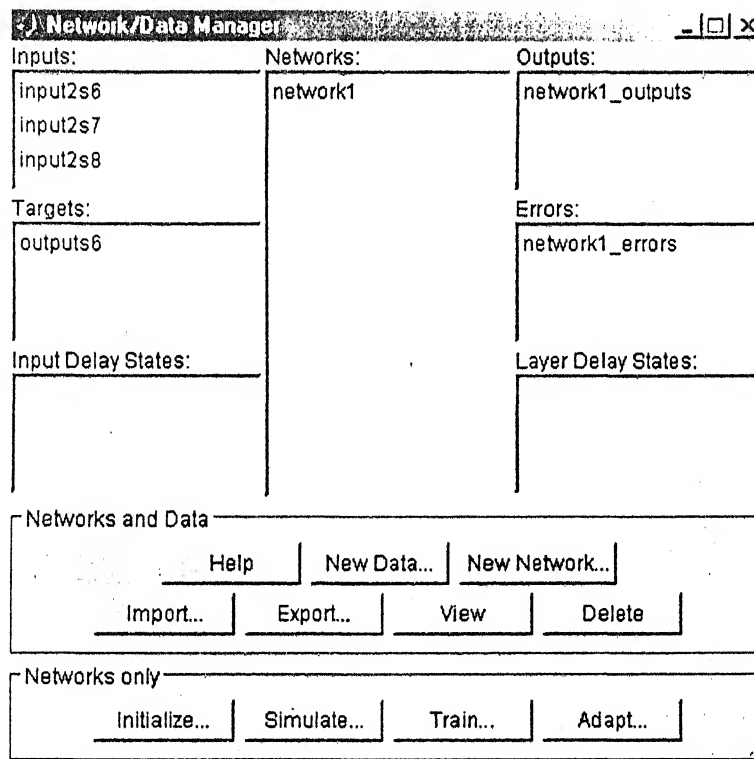 Network/Data Manager
Inputs:
input2s6
input2s7
input2s8
Networks:
network1
Outputs:
network1_outputs
Targets:
outputs6
Errors:
network1_errors
Input Delay States:
Layer Delay States:
Networks and Data
Help
New Data...
New Network...
Import...
Export...
View
Delete
Networks only
Initialize...
Simulate...
Train...
Adapt...